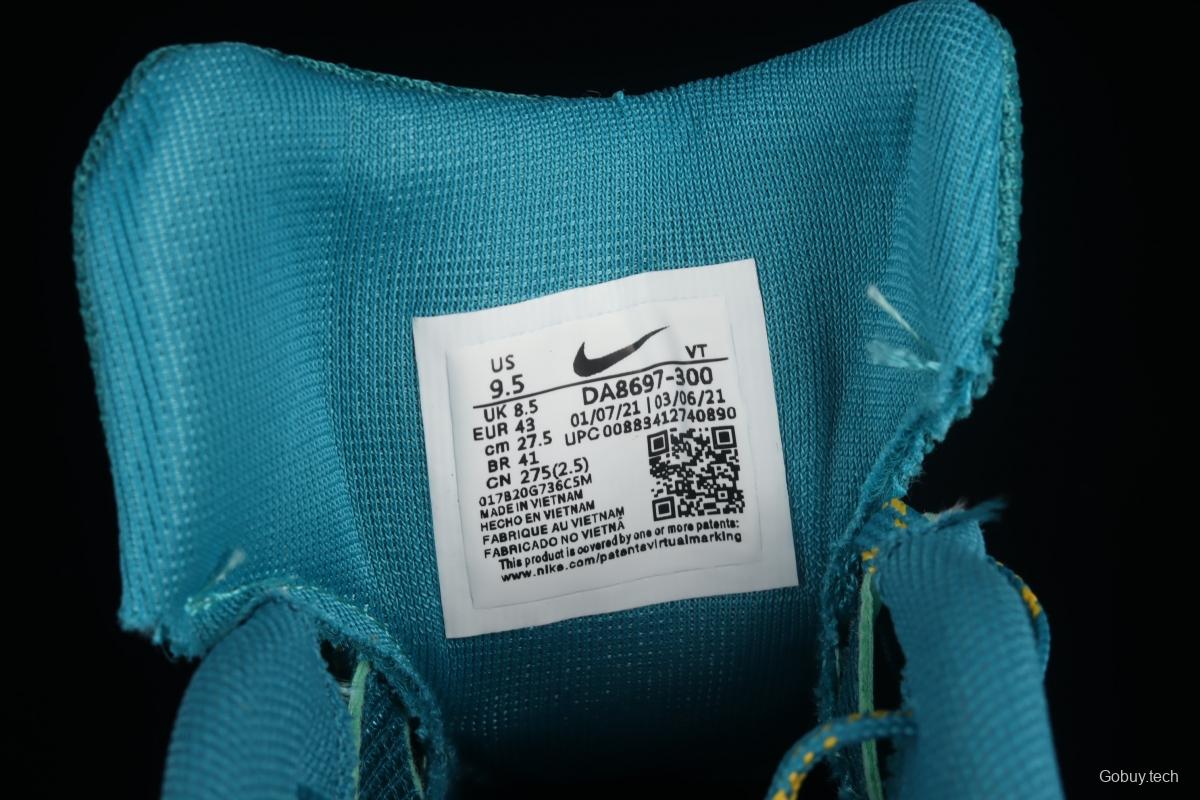 US
VT
9.5
DA8697-300
UK 8.5
01/07/21 | 03/06/21
EUR 43
UPC 00883412740890
cm 27.5
BR 41
CN 275(2.5)
017B20G736C5M
MADE IN VIETNAM
HECHO EN VIETNAM
FABRIQUE AU VIETNAM
FABRICADO NO VIETNÃ
This product is oovered by one or more patents:
www.nike.com/patentsvirtualmarking
Gobuy.tech